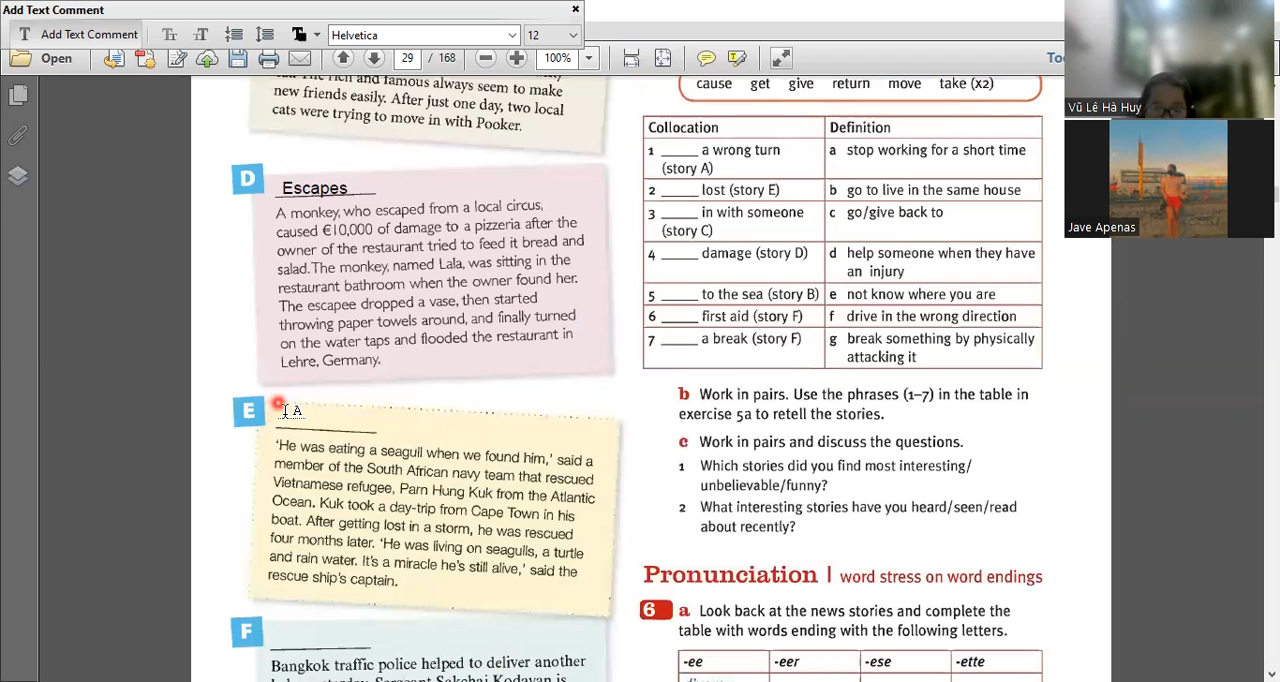 Add Text Comment
Add Text Comment
Helvetica
12
Open
29 / 168
100%
Too
new friends easily. After just one day, two local
cats were trying to move in with Pooker.
D
Escapes
A monkey, who escaped from a local circus,
caused €10,000 of damage to a pizzeria after the
owner of the restaurant tried to feed it bread and
salad. The monkey, named Lala, was sitting in the
restaurant bathroom when the owner found her.
The escapee dropped a vase, then started
throwing paper towels around, and finally turned
on the water taps and flooded the restaurant in
Lehre, Germany.
E
A
'He was eating a seagull when we found him,' said a
member of the South African navy team that rescued
Vietnamese refugee, Parn Hung Kuk from the Atlantic
Ocean. Kuk took a day-trip from Cape Town in his
boat. After getting lost in a storm, he was rescued
four months later. 'He was living on seagulls, a turtle
and rain water. It's a miracle he's still alive,' said the
rescue ship's captain.
F
Bangkok traffic police helped to deliver another
cause get give return move take (x2)
Collocation Definition
1 _____ a wrong turn
(story A)
a stop working for a short time
2 _____ lost (story E)
b go to live in the same house
3 _____ in with someone
(story C)
c go/give back to
4 _____ damage (story D)
d help someone when they have
an injury
5 _____ to the sea (story B)
e not know where you are
6 _____ first aid (story F)
f drive in the wrong direction
7 _____ a break (story F)
g break something by physically
attacking it
b Work in pairs. Use the phrases (1–7) in the table in
exercise 5a to retell the stories.
c Work in pairs and discuss the questions.
1 Which stories did you find most interesting/
unbelievable/funny?
2 What interesting stories have you heard/seen/read
about recently?
Pronunciation | word stress on word endings
6 a Look back at the news stories and complete the
table with words ending with the following letters.
-ee -eer -ese -ette
Vũ Lê Hà Huy
Jave Apenas